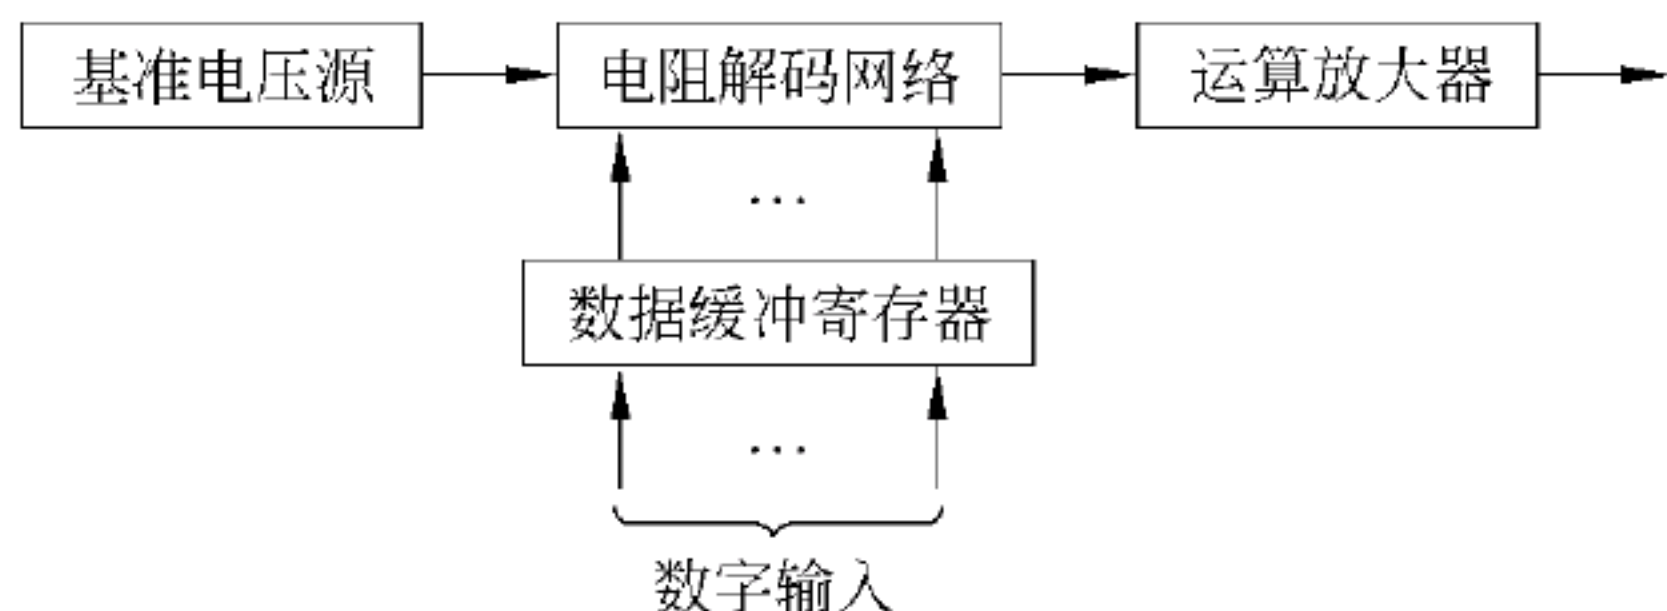 基准电压源
电阻解码网络
运算放大器
...
数据缓冲寄存器
...
数字输入